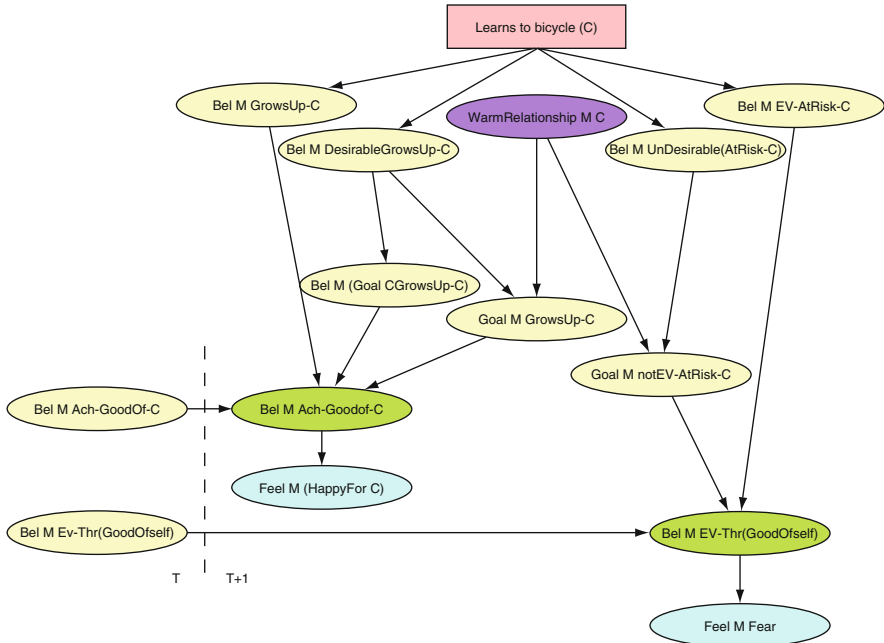 Learns to bicycle (C)
Bel M GrowsUp-C
Bel M EV-AtRisk-C
WarmRelationship M C
Bel M DesirableGrowsUp-C
Bel M UnDesirable(AtRisk-C)
Bel M (Goal CGrowsUp-C)
Goal M GrowsUp-C
Goal M notEV-AtRisk-C
Bel M Ach-GoodOf-C
Bel M Ach-Goodof-C
Feel M (HappyFor C)
Bel M Ev-Thr(GoodOfself)
Bel M EV-Thr(GoodOfself)
T
T+1
Feel M Fear